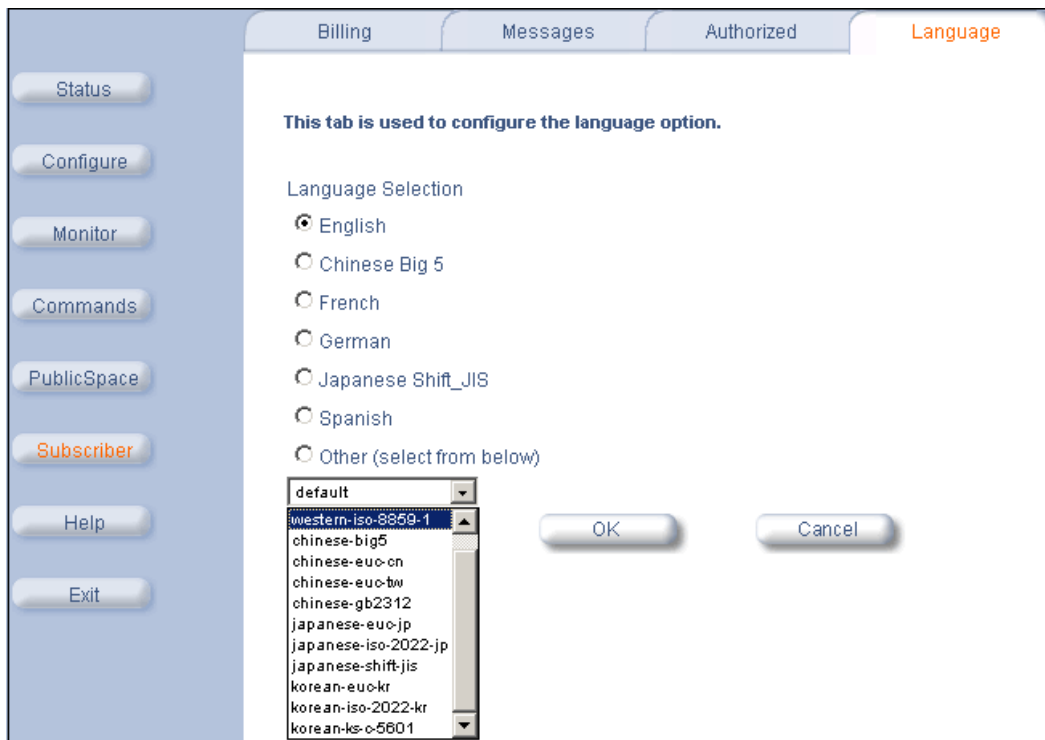 Billing
Messages
Authorized
Language
Status
Configure
Monitor
Commands
PublicSpace
Subscriber
Help
Exit
This tab is used to configure the language option.
Language Selection
English
Chinese Big 5
French
German
Japanese Shift_JIS
Spanish
Other (select from below)
default
western-iso-8859-1
chinese-big5
chinese-euc-cn
chinese-euc-tw
chinese-gb2312
japanese-euc-jp
japanese-iso-2022-jp
japanese-shift-jis
korean-euc-kr
korean-iso-2022-kr
korean-ks-c-5601
OK
Cancel